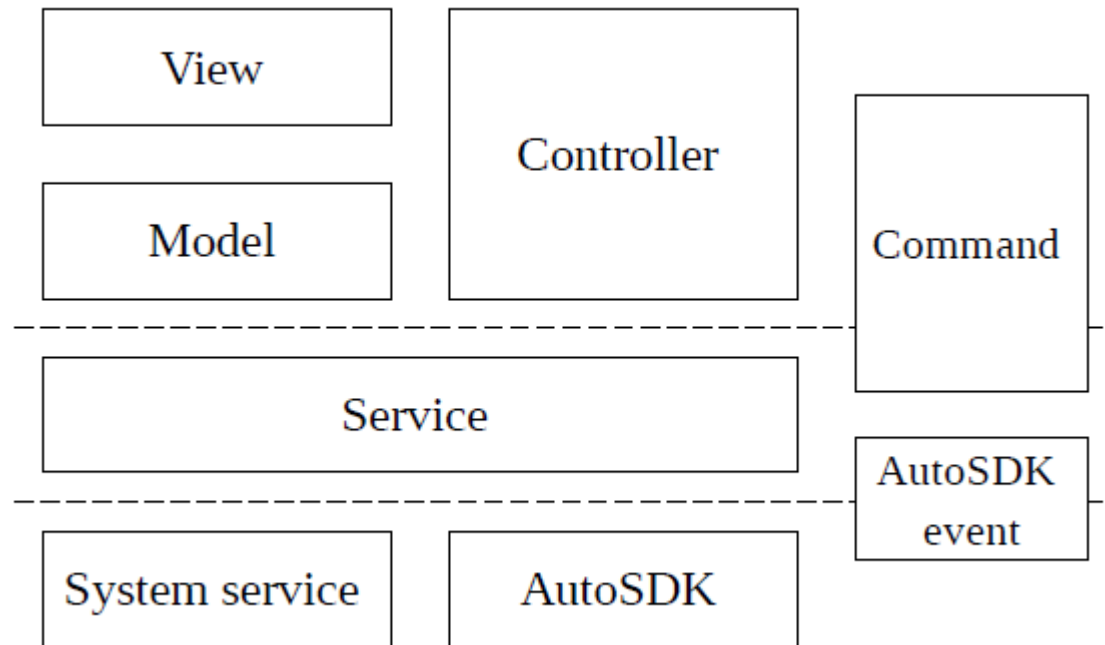 View
Controller
Model
Command
Service
AutoSDK
event
System service
AutoSDK